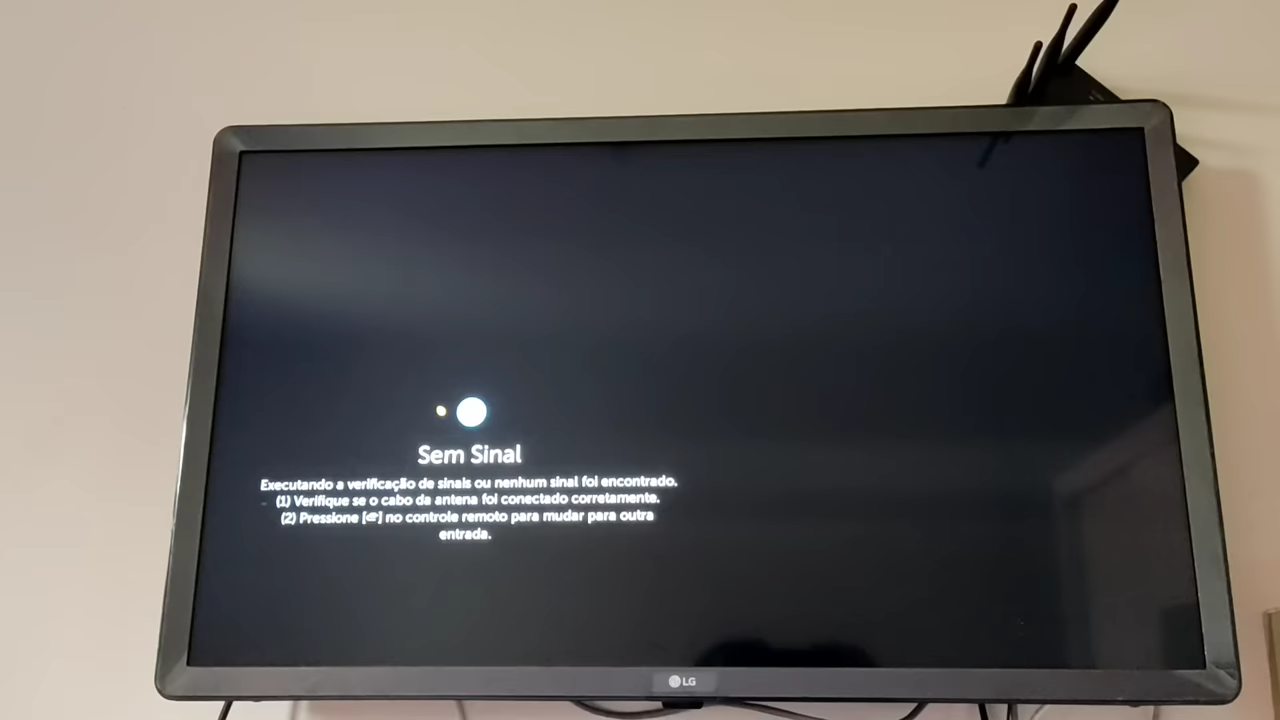 Sem Sinal
Executando a verificação de sinais ou nenhum sinal foi encontrado.
(1) Verifique se o cabo da antena foi conectado corretamente.
(2) Pressione [] no controle remoto para mudar para outra
entrada.
LG